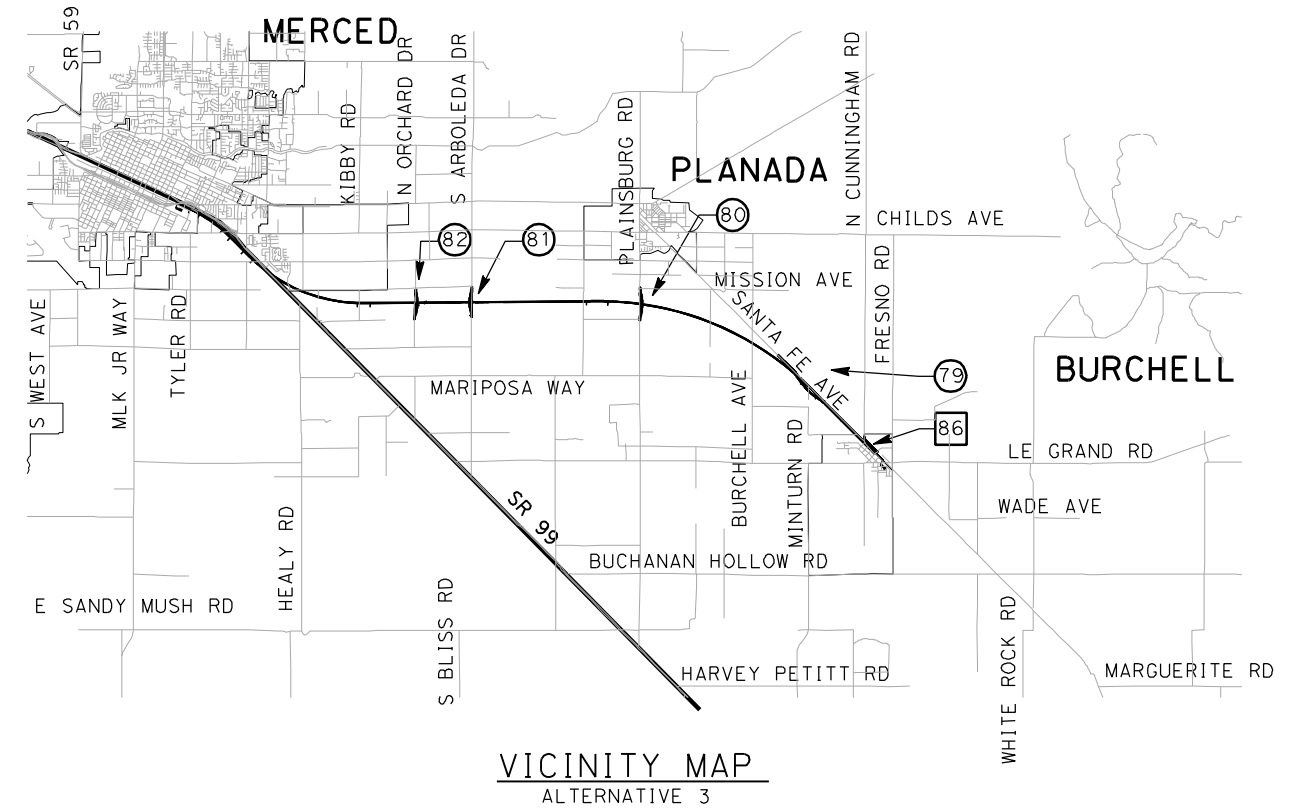 SR 59
MERCED
KIBBY RD
N ORCHARD DR
S ARBOLEDA DR
PLAINSBURG RD
PLANADA
N CUNNINGHAM RD
CHILDS AVE
80
82
81
MISSION AVE
SANTA FE AVE
FRESNO RD
S WEST AVE
MLK JR WAY
TYLER RD
MARIPOSA WAY
79
BURCHELL
86
BURCHELL AVE
MINTURN RD
LE GRAND RD
WADE AVE
SR 99
HEALY RD
BUCHANAN HOLLOW RD
E SANDY MUSH RD
S BLISS RD
HARVEY PETITT RD
WHITE ROCK RD
MARGUERITE RD
VICINITY MAP
ALTERNATIVE 3